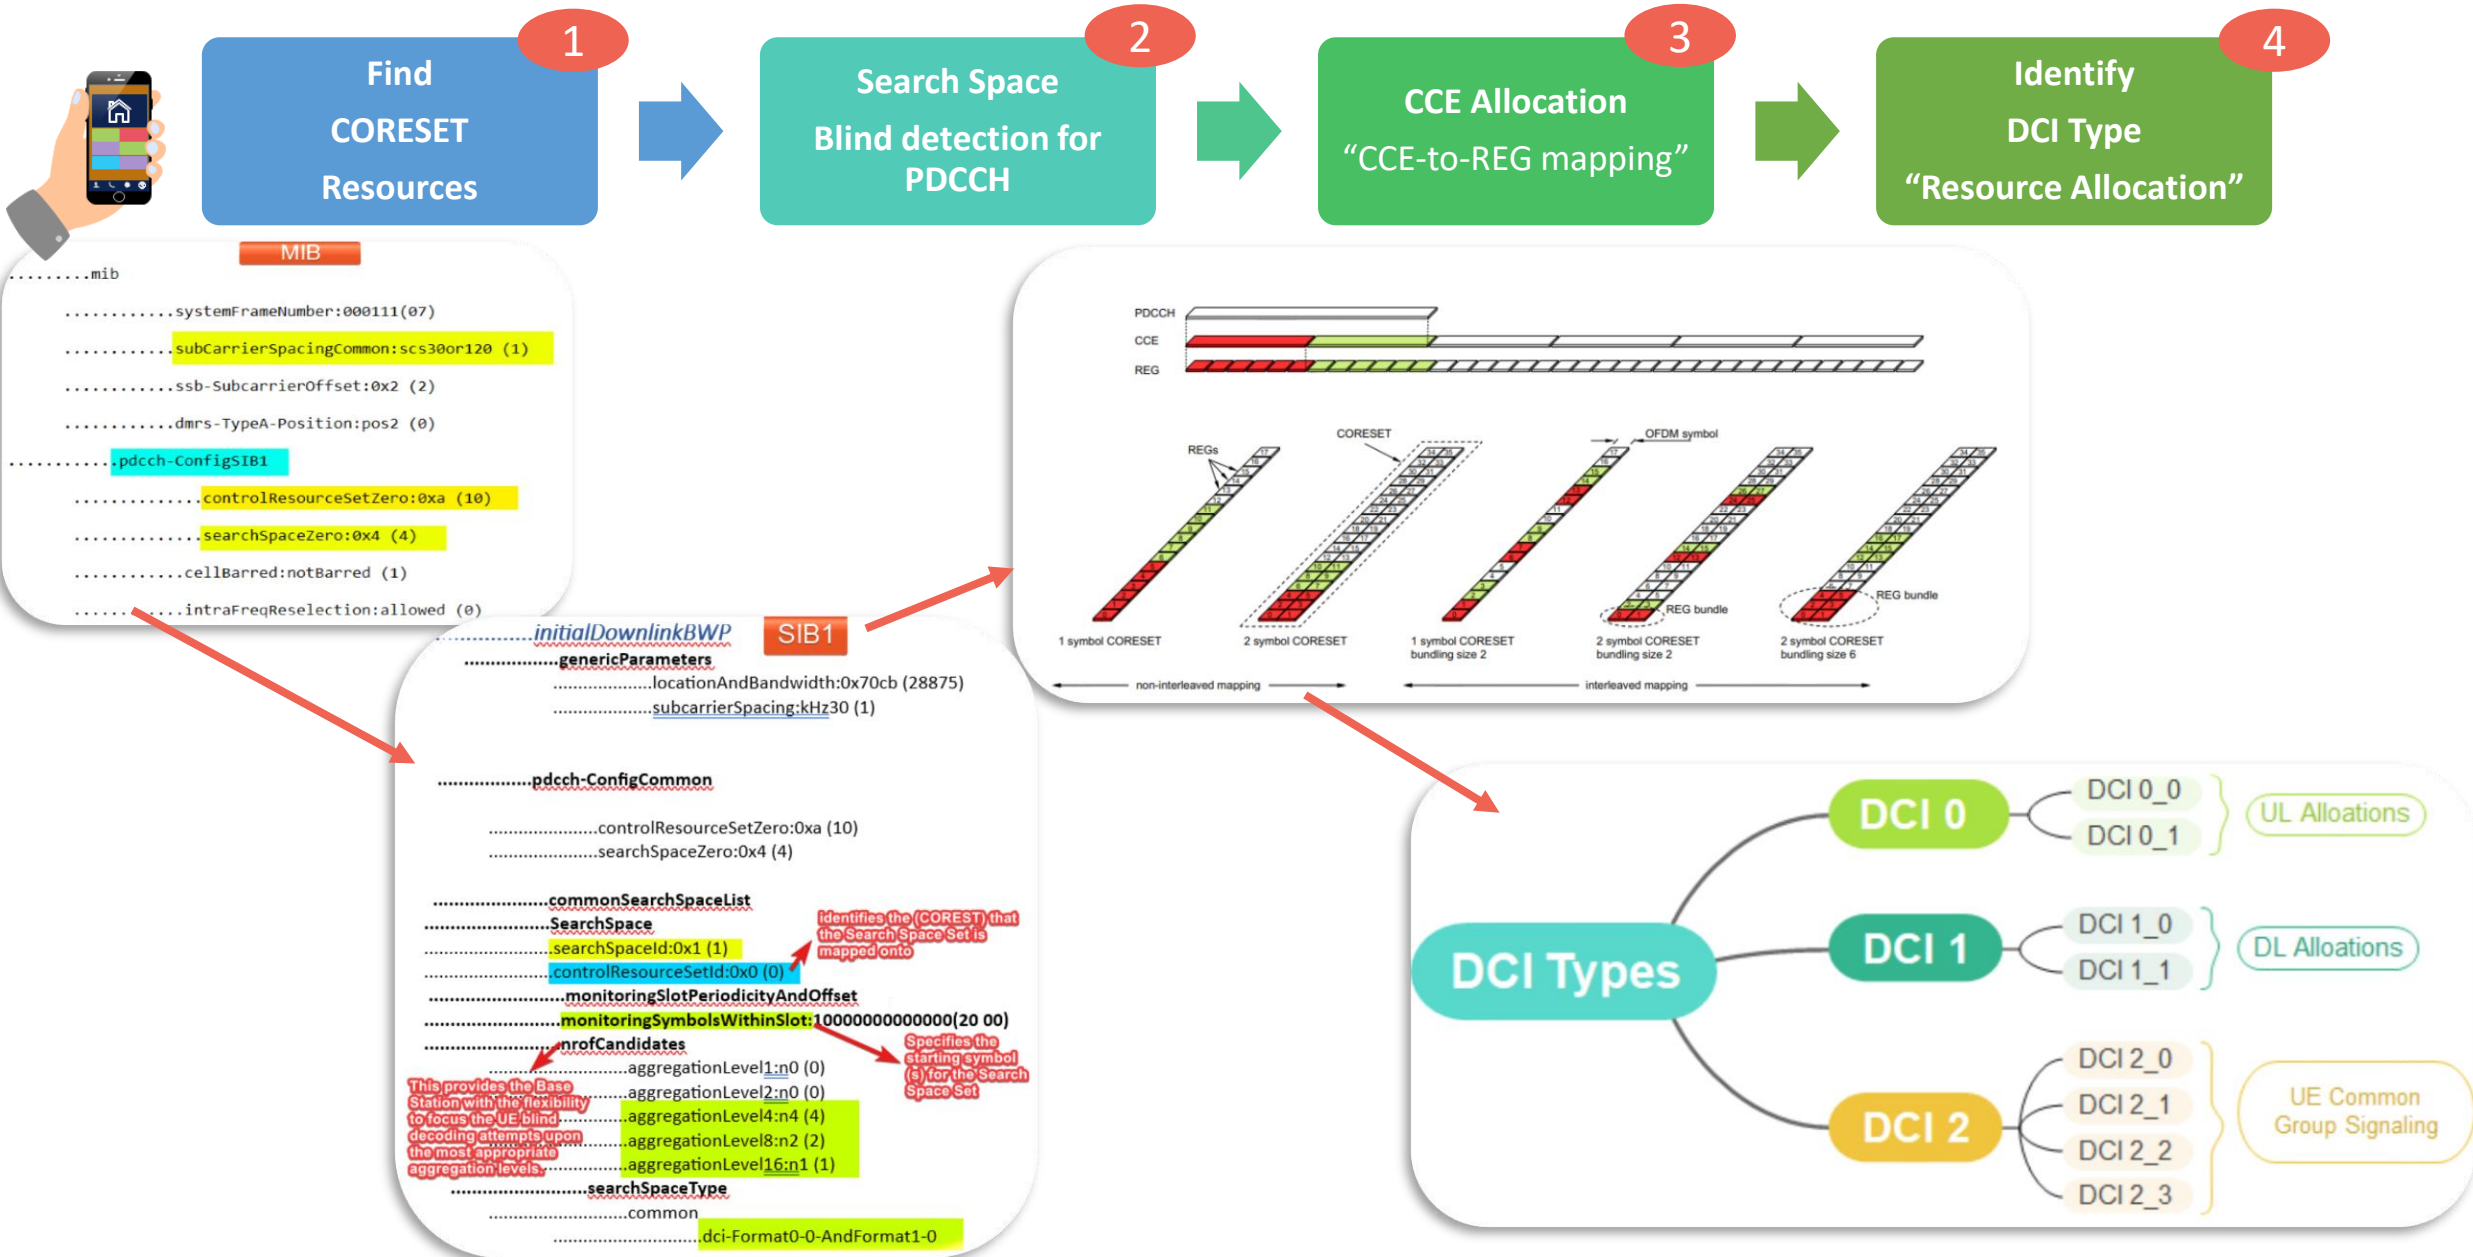 1
Find
CORESET
Resources
2
Search Space
Blind detection for
PDCCH
3
CCE Allocation
“CCE-to-REG mapping”
4
Identify
DCI Type
“Resource Allocation”
MIB
.........mib
............systemFrameNumber:000111(07)
............subCarrierSpacingCommon:scs30or120 (1)
............ssb-SubcarrierOffset:0x2 (2)
............dmrs-TypeA-Position:pos2 (0)
............pdcch-ConfigSIB1
..............controlResourceSetZero:0xa (10)
..............searchSpaceZero:0x4 (4)
............cellBarred:notBarred (1)
............intraFreqReselection:allowed (0)
SIB1
..............initialDownlinkBWP
..................genericParameters
...................locationAndBandwidth:0x70cb (28875)
...................subcarrierSpacing:kHz30 (1)
..................pdcch-ConfigCommon
.....................controlResourceSetZero:0xa (10)
.....................searchSpaceZero:0x4 (4)
......................commonSearchSpaceList
........................SearchSpace
........................searchSpaceId:0x1 (1)
........................controlResourceSetId:0x0 (0)
identifies the (COREST) that
the Search Space Set is
mapped onto
..........................monitoringSlotPeriodicityAndOffset
..........................monitoringSymbolsWithinSlot:10000000000000(20 00)
..........................nrofCandidates
Specifies the
starting symbol
(s) for the Search
Space Set
...........................aggregationLevel1:n0 (0)
...........................aggregationLevel2:n0 (0)
...........................aggregationLevel4:n4 (4)
...........................aggregationLevel8:n2 (2)
...........................aggregationLevel16:n1 (1)
This provides the Base
Station with the flexibility
to focus the UE blind
decoding attempts upon
the most appropriate
aggregation levels.
..........................searchSpaceType
...........................common
.............................dci-Format0-0-AndFormat1-0
PDCCH
CCE
REG
REGs
CORESET
OFDM symbol
REG bundle
REG bundle
1 symbol CORESET
2 symbol CORESET
1 symbol CORESET
bundling size 2
2 symbol CORESET
bundling size 2
2 symbol CORESET
bundling size 6
non-interleaved mapping
interleaved mapping
DCI Types
DCI 0
DCI 0_0
DCI 0_1
UL Alloations
DCI 1
DCI 1_0
DCI 1_1
DL Alloations
DCI 2
DCI 2_0
DCI 2_1
DCI 2_2
DCI 2_3
UE Common
Group Signaling